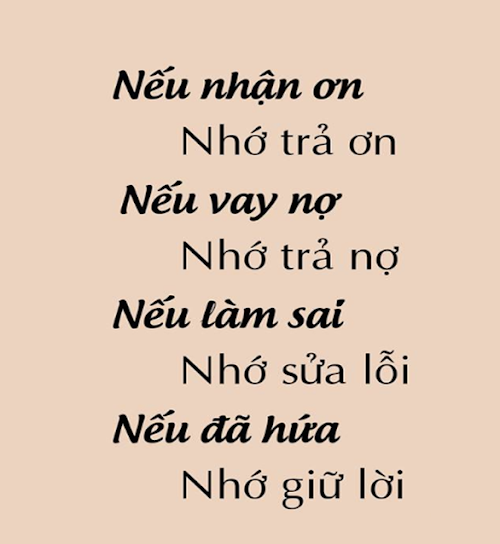 Nếu nhận ơn
Nhớ trả ơn
Nếu vay nợ
Nhớ trả nợ
Nếu làm sai
Nhớ sửa lỗi
Nếu đã hứa
Nhớ giữ lời